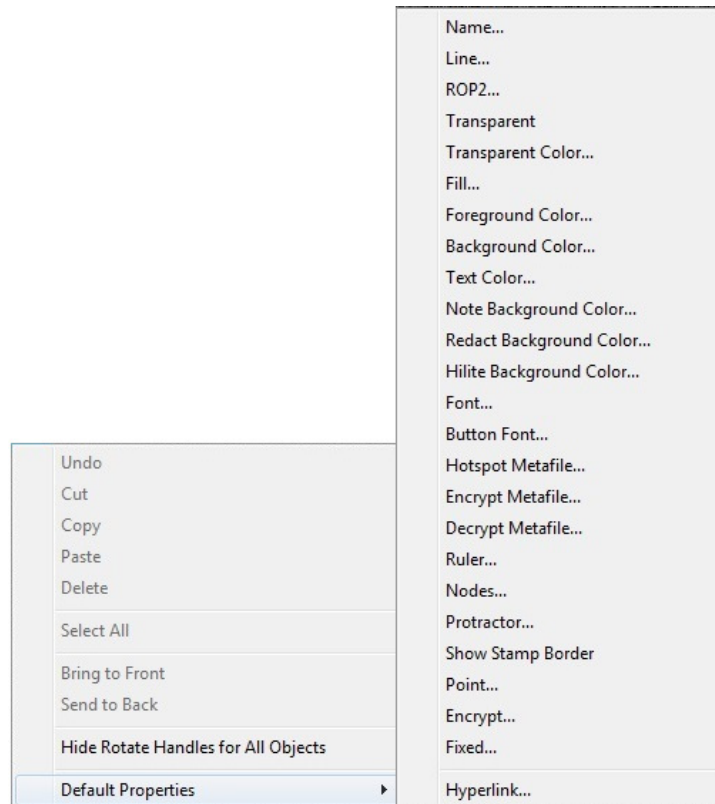 Undo
Cut
Copy
Paste
Delete
Select All
Bring to Front
Send to Back
Hide Rotate Handles for All Objects
Default Properties
Name...
Line...
ROP2...
Transparent
Transparent Color...
Fill...
Foreground Color...
Background Color...
Text Color...
Note Background Color...
Redact Background Color...
Hilite Background Color...
Font...
Button Font...
Hotspot Metafile...
Encrypt Metafile...
Decrypt Metafile...
Ruler...
Nodes...
Protractor...
Show Stamp Border
Point...
Encrypt...
Fixed...
Hyperlink...